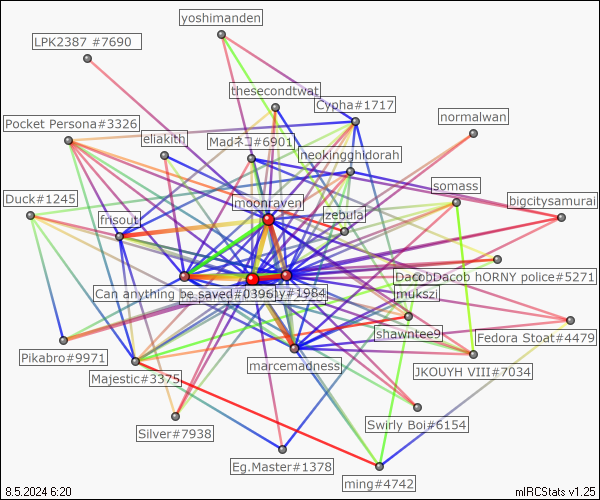 yoshimanden
LPK2387 #7690
thesecondtwat
Cypha#1717
normalwan
Pocket Persona#3326
eliakith
Madネコ#6901
neokingghidorah
somass
Duck#1245
moonraven
bigcitysamurai
zebula
frisout
DacobDacob hORNY police#5271
Can anything be saved#0396
#1984
mukszi
shawntee9
Fedora Stoat#4479
Pikabro#9971
marcemadness
JKOUYH VIII#7034
Majestic#3375
Swirly Boi#6154
Silver#7938
Eg.Master#1378
ming#4742
8.5.2024 6:20
mIRCStats v1.25